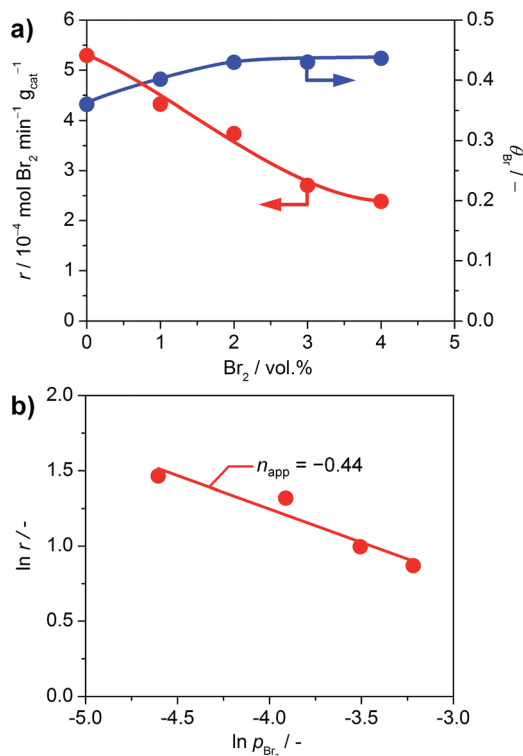 a)
6
5
4
3
2
1
0
r / 10⁻⁴ mol Br₂ min⁻¹ g_cat⁻¹
0.5
0.4
0.3
0.2
0.1
0.0
θ_Br / –
0 1 2 3 4 5
Br₂ / vol.%
b)
2.0
1.5
1.0
0.5
0.0
ln r / -
n_app = −0.44
-5.0 -4.5 -4.0 -3.5 -3.0
ln p_Br₂ / -